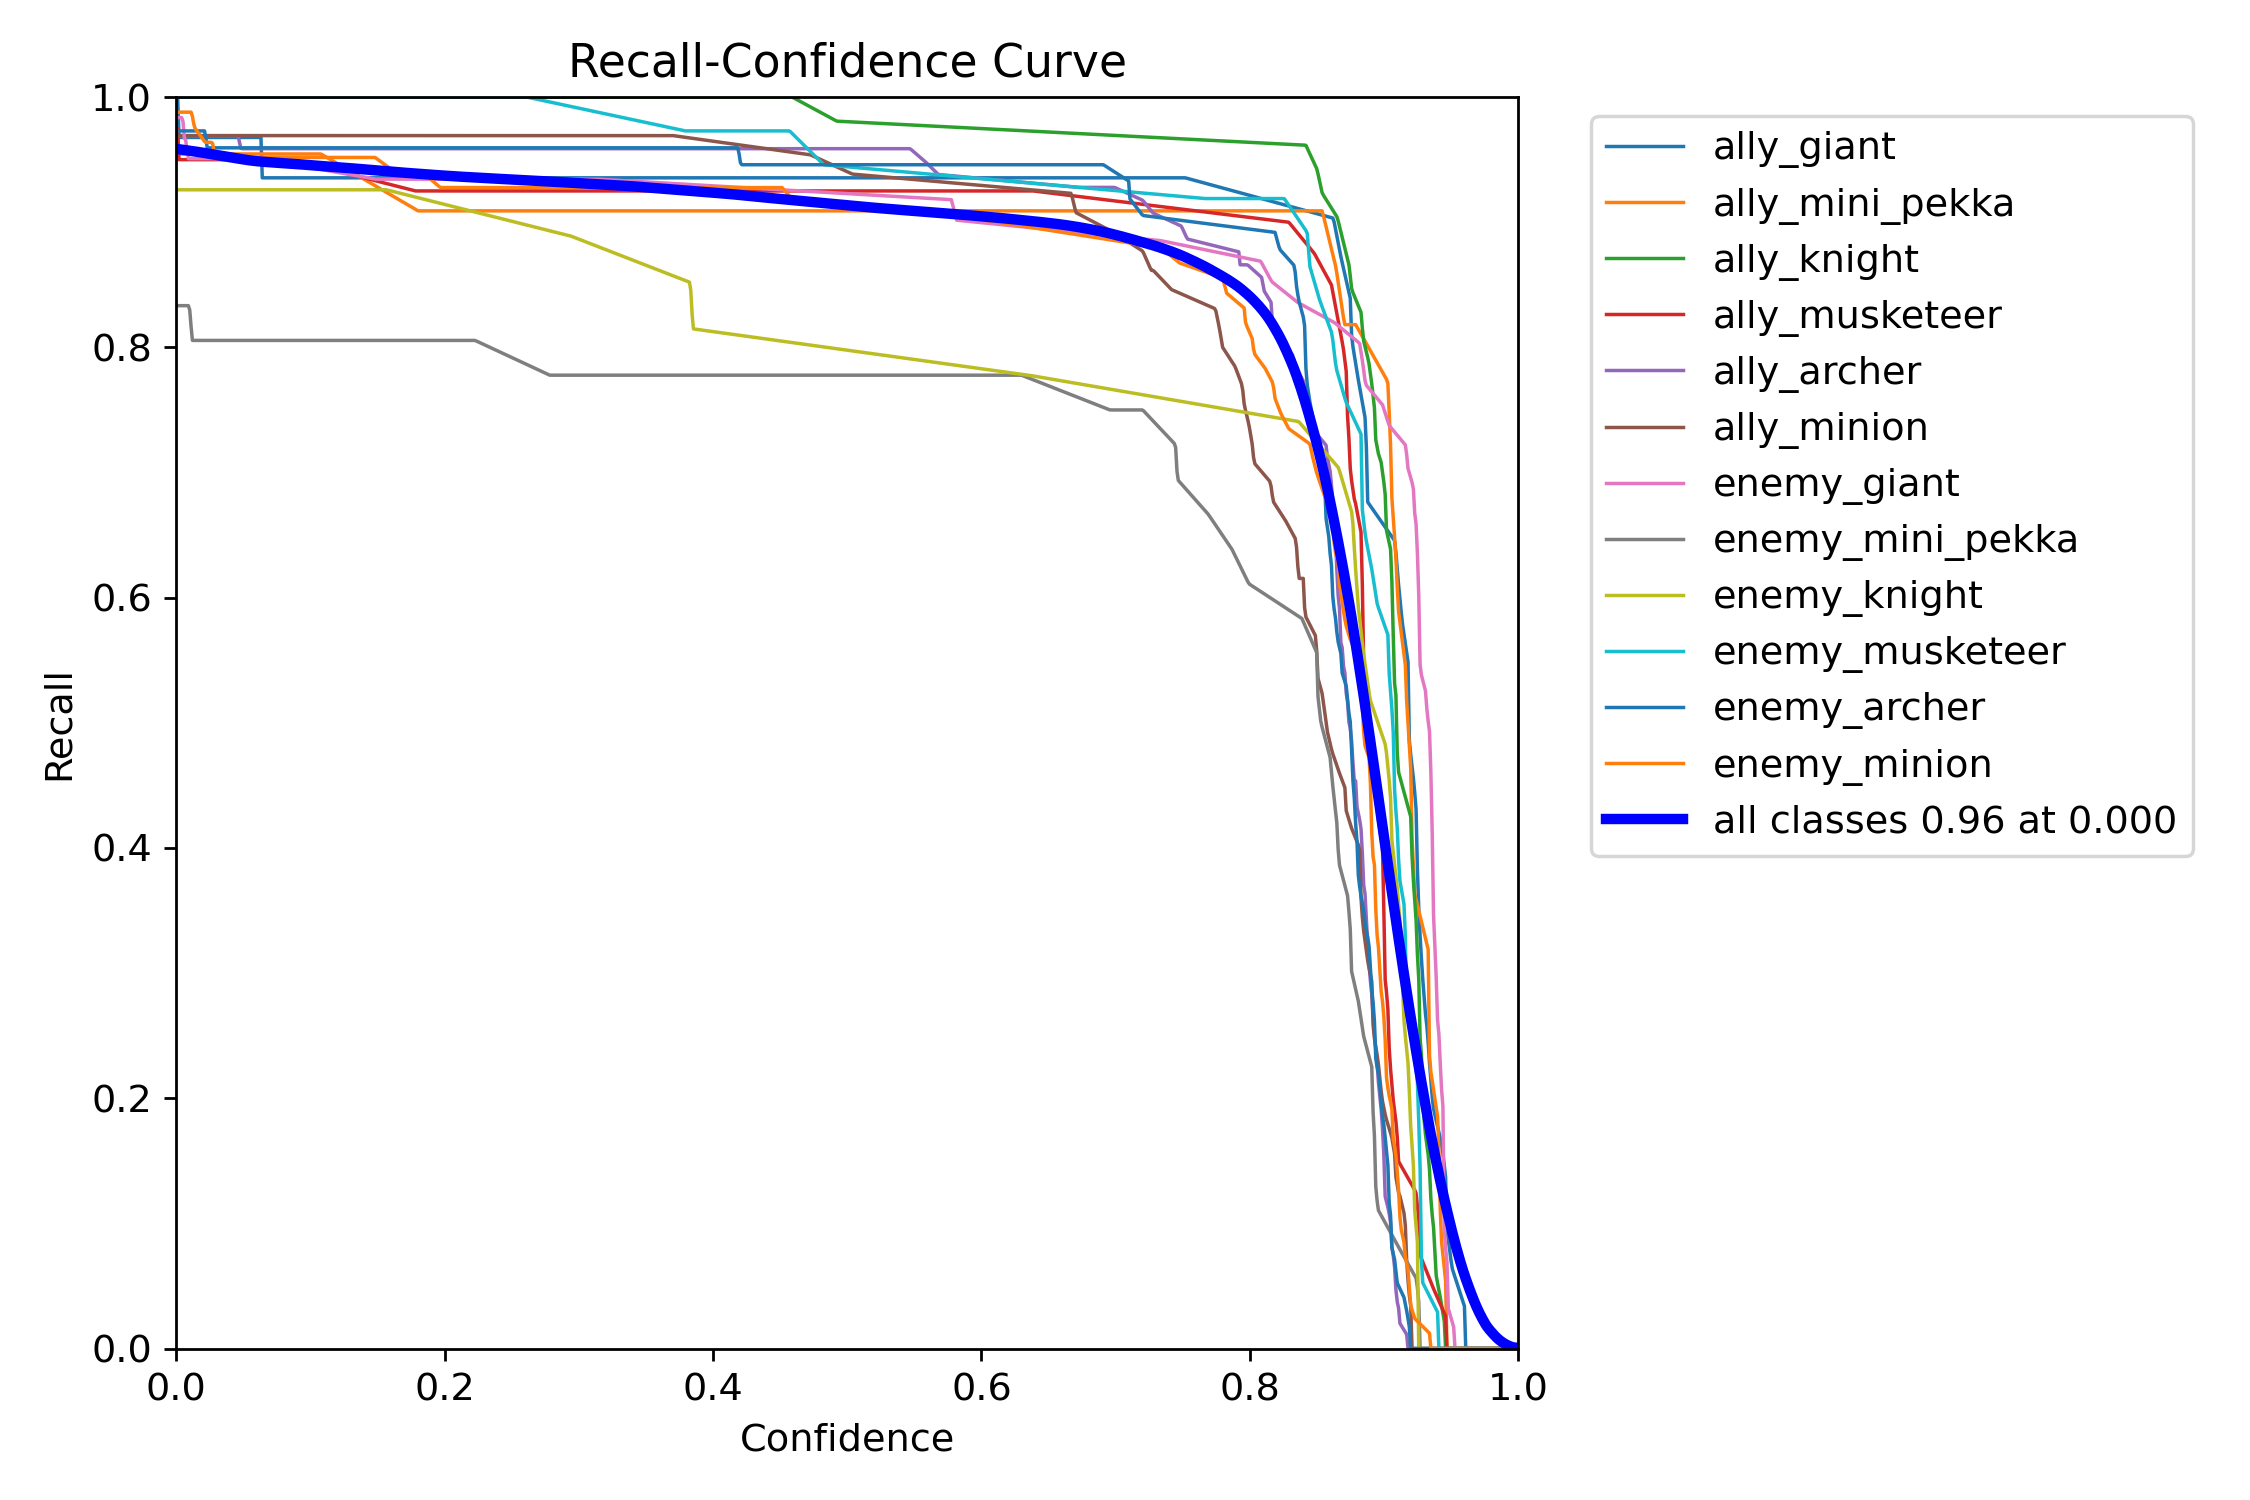 Recall-Confidence Curve
1.0
0.8
0.6
0.4
0.2
0.0
Recall
0.0 0.2 0.4 0.6 0.8 1.0
Confidence
ally_giant
ally_mini_pekka
ally_knight
ally_musketeer
ally_archer
ally_minion
enemy_giant
enemy_mini_pekka
enemy_knight
enemy_musketeer
enemy_archer
enemy_minion
all classes 0.96 at 0.000